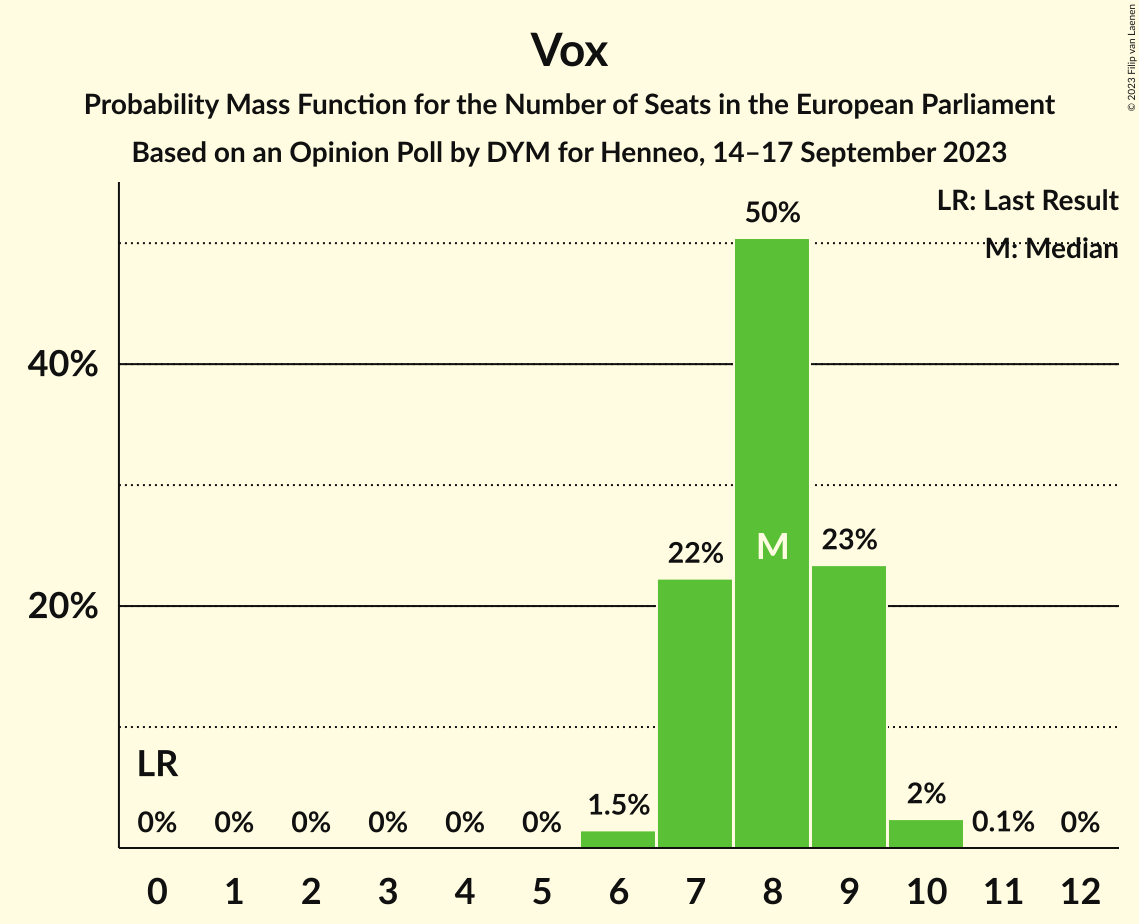 Vox
Probability Mass Function for the Number of Seats in the European Parliament
Based on an Opinion Poll by DYM for Henneo, 14–17 September 2023
© 2023 Filip van Laenen
LR: Last Result
M: Median
50%
40%
23%
22%
M
20%
LR
0% 0% 0% 0% 0% 0% 1.5% 2% 0.1% 0%
0 1 2 3 4 5 6 7 8 9 10 11 12